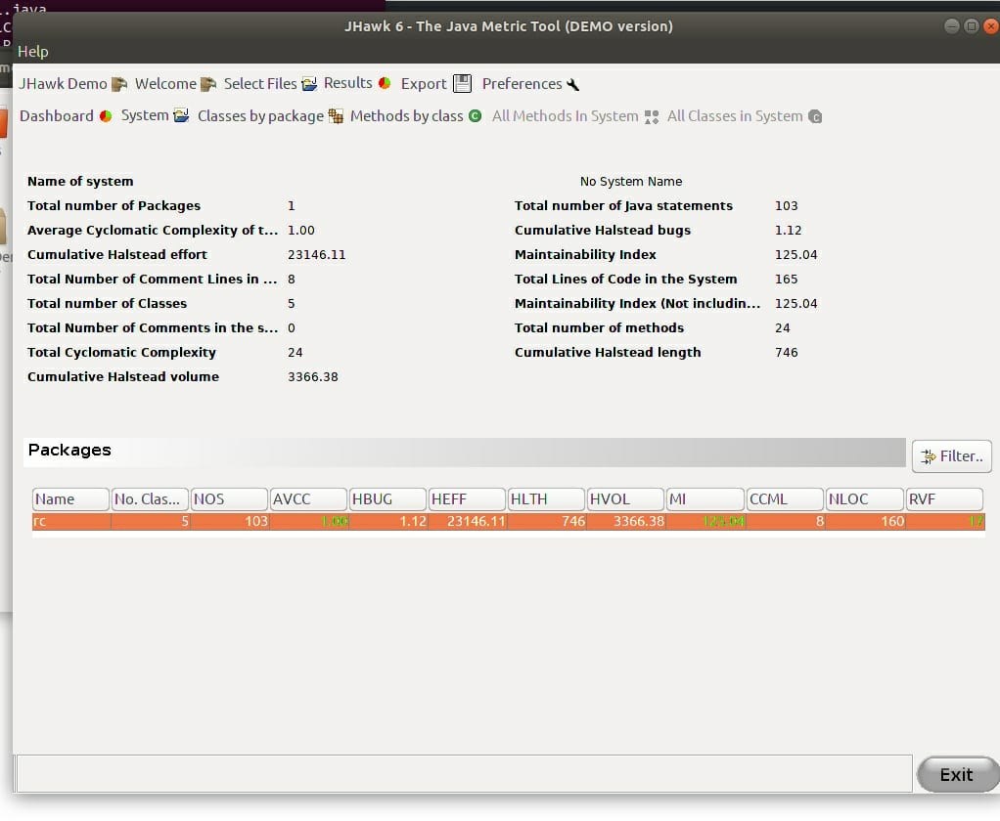 ..java
JHawk 6 - The Java Metric Tool (DEMO version)
Help
JHawk Demo Welcome Select Files Results Export Preferences
Dashboard System Classes by package Methods by class All Methods In System All Classes in System
Name of system No System Name
Total number of Packages 1 Total number of Java statements 103
Average Cyclomatic Complexity of t... 1.00 Cumulative Halstead bugs 1.12
Cumulative Halstead effort 23146.11 Maintainability Index 125.04
Total Number of Comment Lines in ... 8 Total Lines of Code in the System 165
Total number of Classes 5 Maintainability Index (Not includin... 125.04
Total Number of Comments in the s... 0 Total number of methods 24
Total Cyclomatic Complexity 24 Cumulative Halstead length 746
Cumulative Halstead volume 3366.38
Packages Filter..
Name No. Clas... NOS AVCC HBUG HEFF HLTH HVOL MI CCML NLOC RVF
rc 5 103 1.00 1.12 23146.11 746 3366.38 125.04 8 160 17
Exit